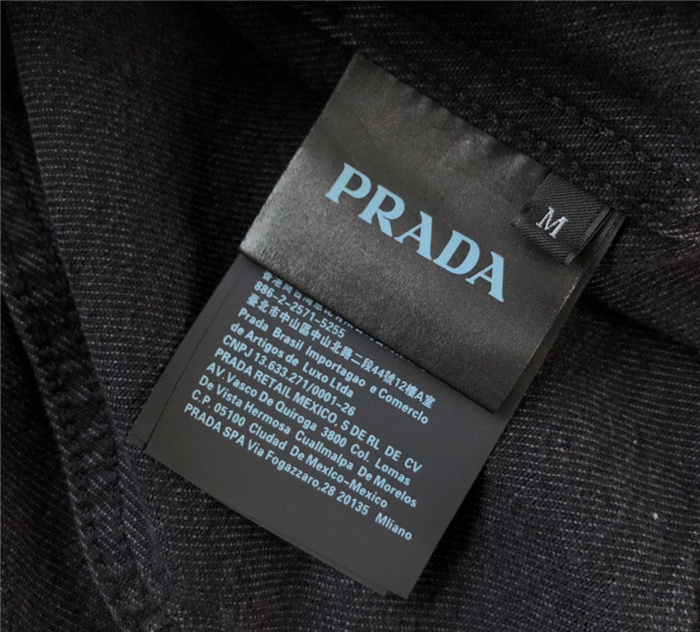 PRADA
M
886-2-2571-5255
臺北市中山區中山北路二段44號12樓A室
Prada Brasil Importagao e Comercio
de Artigos de Luxo Ltda
CNPJ 13.633.271/0001-26
PRADA RETAIL MEXICO, S DE RL DE CV
AV Vasco De Quiroga 3800 Col. Lomas
De Vista Hermosa Cualimalpa De Morelos
C.P. 05100 Ciudad De Mexico-Mexico
PRADA SPA Via Fogazzaro,28 20135 Mliano